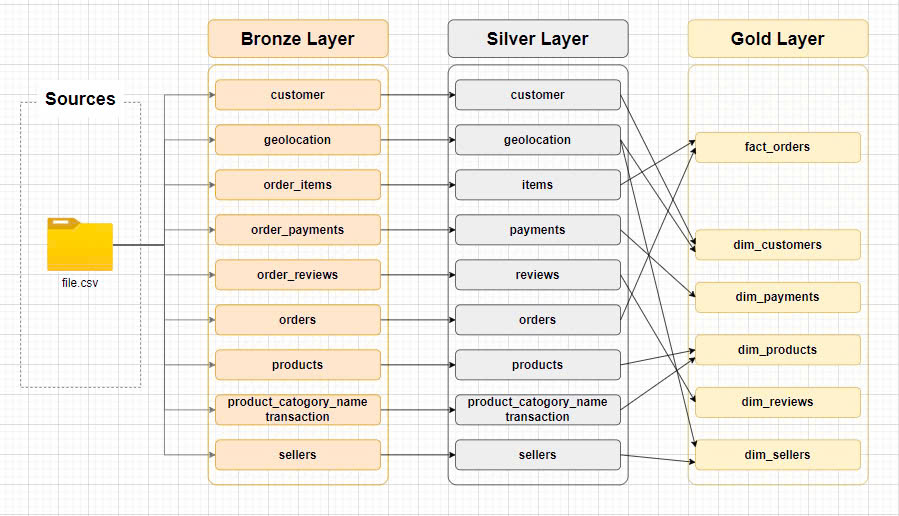 Bronze Layer
Silver Layer
Gold Layer
Sources
file.csv
customer
geolocation
order_items
order_payments
order_reviews
orders
products
product_catogory_name
transaction
sellers
customer
geolocation
items
payments
reviews
orders
products
product_catogory_name
transaction
sellers
fact_orders
dim_customers
dim_payments
dim_products
dim_reviews
dim_sellers